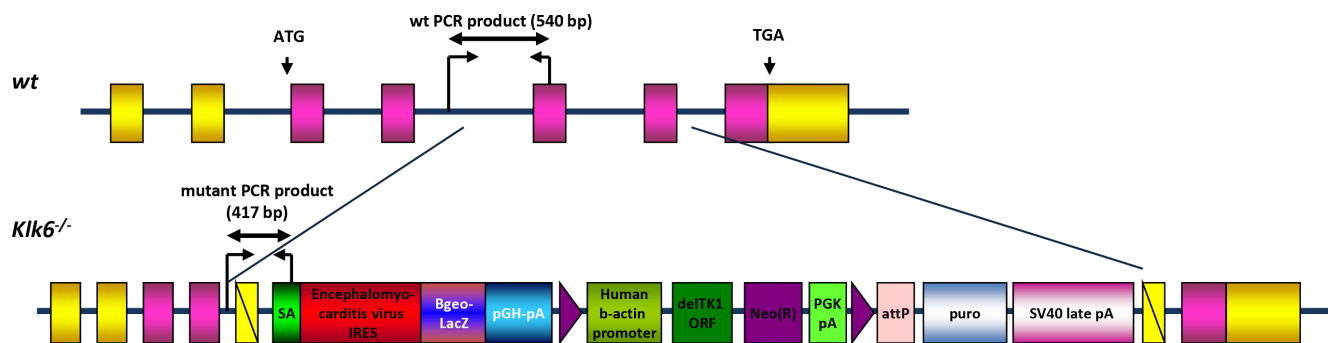 wt PCR product (540 bp)
ATG
TGA
wt
mutant PCR product
(417 bp)
Klk6-/-
SA
Encephalomyo-
carditis virus
IRES
Bgeo-
LacZ
pGH-pA
Human
b-actin
promoter
delTK1
ORF
Neo(R)
PGK
pA
attP
puro
SV40 late pA